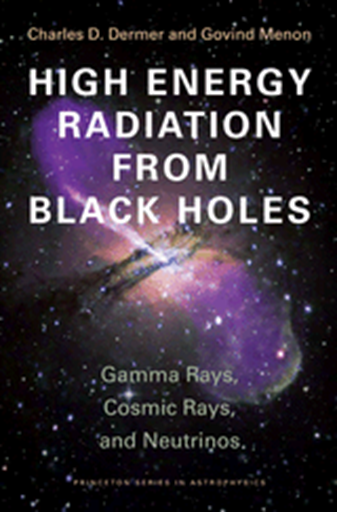 Charles D. Dermer and Govind Menon
HIGH ENERGY
RADIATION
FROM
BLACK HOLES
Gamma Rays,
Cosmic Rays,
and Neutrinos
PRINCETON SERIES IN ASTROPHYSICS